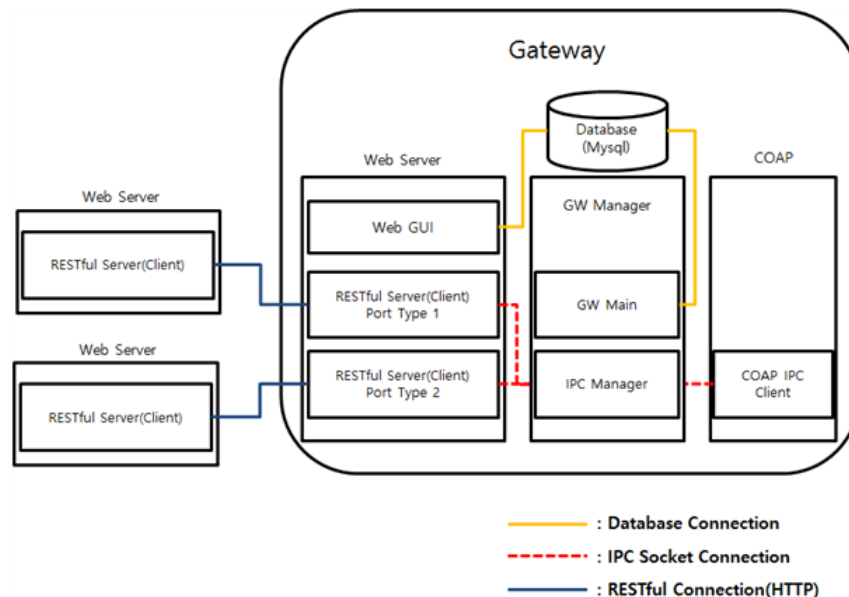 Gateway
Database
(Mysql)
Web Server
COAP
Web Server
Web GUI
GW Manager
RESTful Server(Client)
RESTful Server(Client)
Port Type 1
GW Main
Web Server
RESTful Server(Client)
RESTful Server(Client)
Port Type 2
IPC Manager
COAP IPC
Client
: Database Connection
: IPC Socket Connection
: RESTful Connection(HTTP)